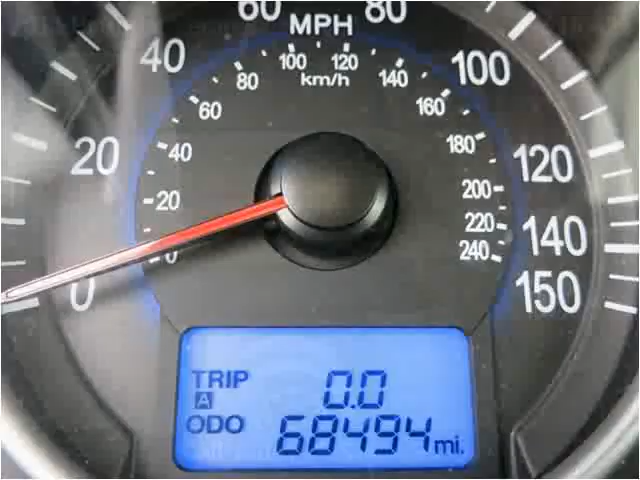 60 80
MPH
40 100
80 100 120 140
km/h
60 160
20 40 180 120
20 200
220 140
0 0 240 150
TRIP A 0.0
ODO 68494 mi.